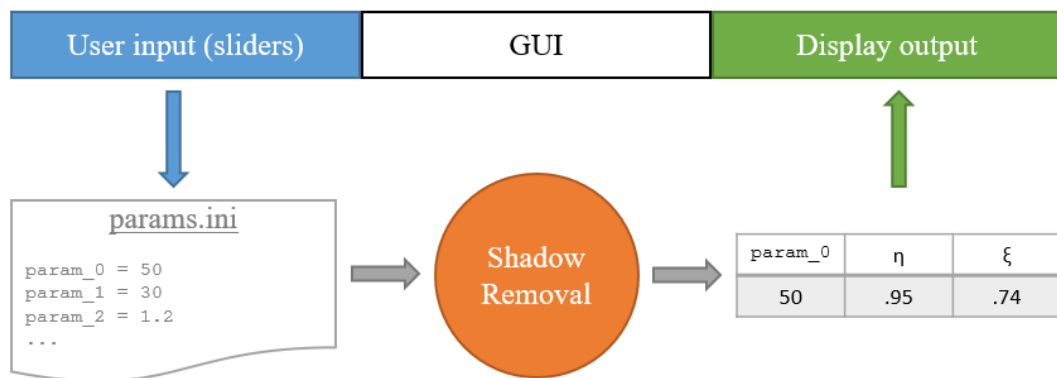 User input (sliders)
GUI
Display output
params.ini
param_0 = 50
param_1 = 30
param_2 = 1.2
...
Shadow
Removal
param_0 η ξ
50 .95 .74